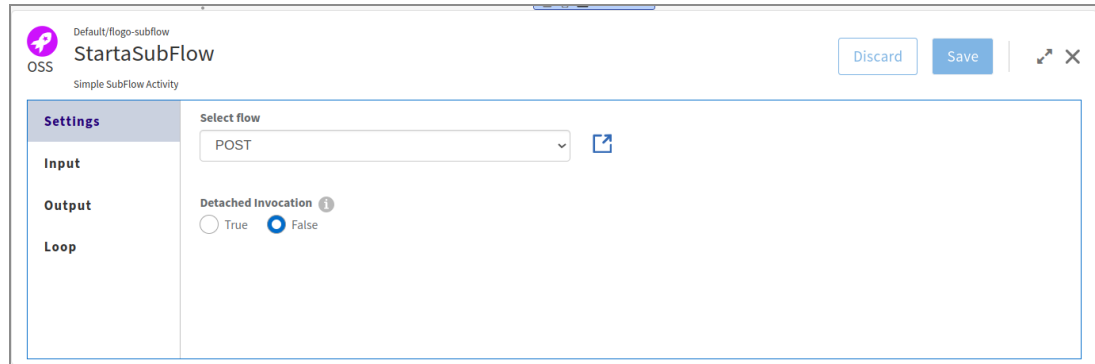 Default/flogo-subflow
StartaSubFlow
OSS
Simple SubFlow Activity
Discard
Save
Settings
Input
Output
Loop
Select flow
POST
Detached Invocation
True
False